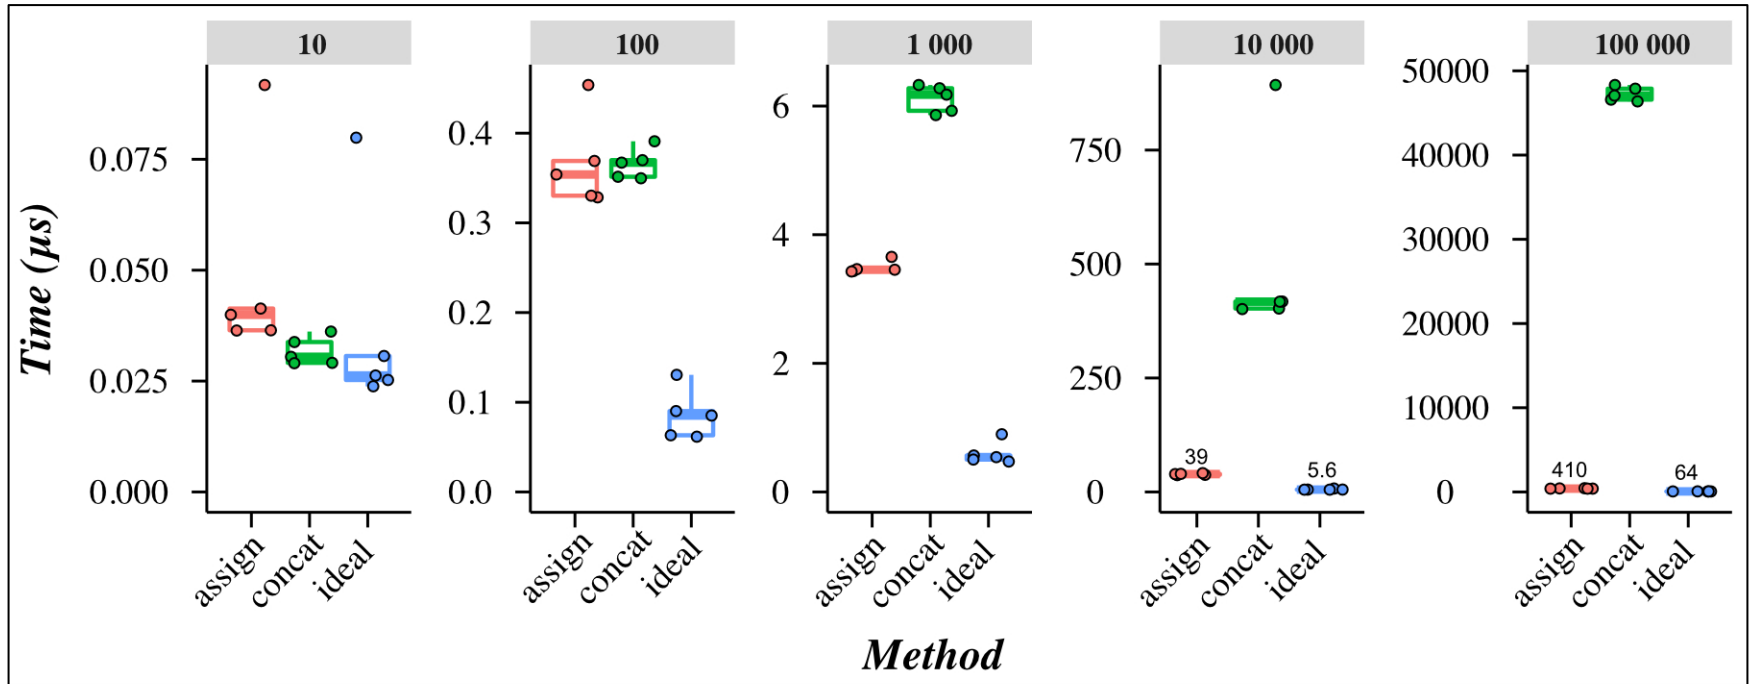 10
100
1 000
10 000
100 000
Time (µs)
0.075
0.050
0.025
0.000
0.4
0.3
0.2
0.1
0.0
6
4
2
0
750
500
250
0
50000
40000
30000
20000
10000
0
39
5.6
410
64
assign
concat
ideal
assign
concat
ideal
assign
concat
ideal
assign
concat
ideal
assign
concat
ideal
Method